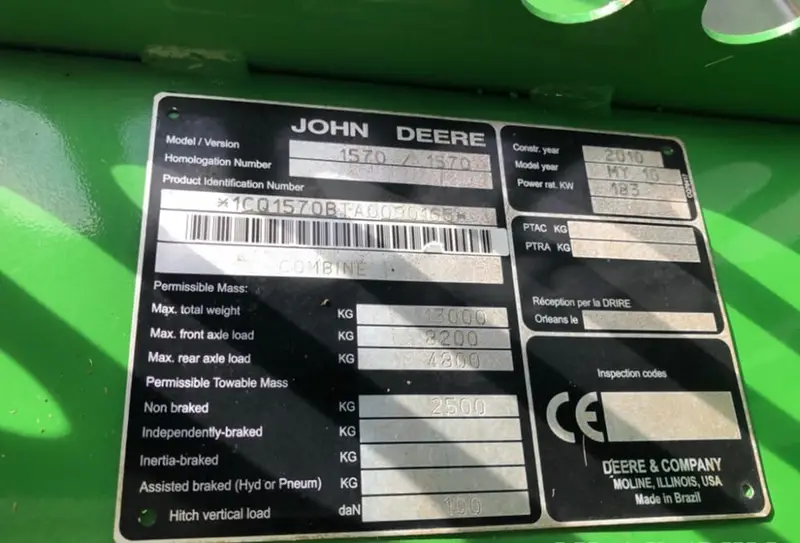 JOHN DEERE
Model / Version 1570 / 1570
Homologation Number
Product Identification Number
COMBINE
Permissible Mass:
Max. total weight KG 13000
Max. front axle load KG 8200
Max. rear axle load KG 4800
Permissible Towable Mass
Non braked KG 2500
Independently-braked KG
Inertia-braked KG
Assisted braked (Hyd or Pneum) KG
Hitch vertical load daN 100
Constr. year 2010
Model year MY 10
Power rat. KW 183
PTAC KG
PTRA KG
Réception per la DRIRE
Orleans le
Inspection codes
CE
DEERE & COMPANY
MOLINE, ILLINOIS, USA
Made in Brazil